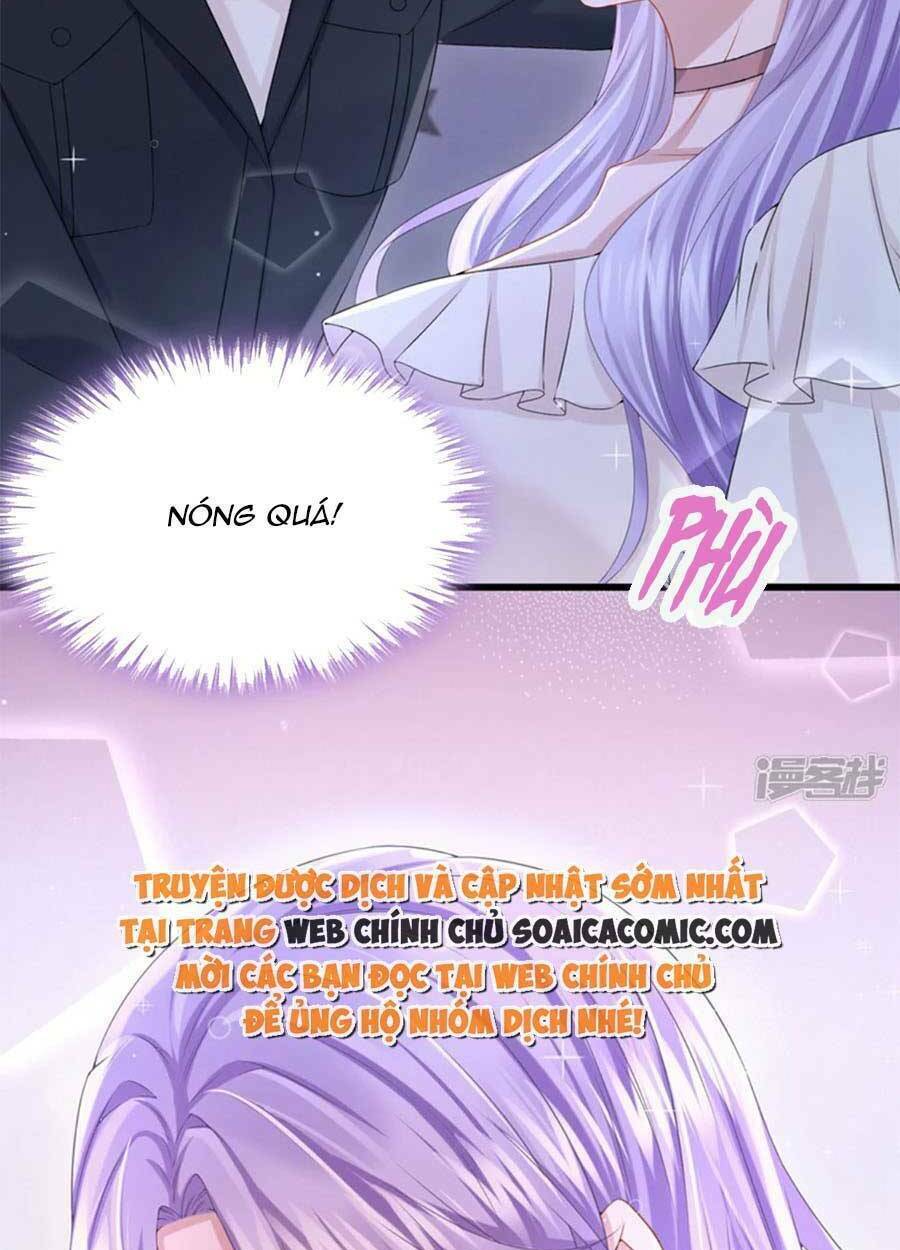 NÓNG QUÁ!
PHÙ
漫客栈
TRUYỆN ĐƯỢC DỊCH VÀ CẬP NHẬT SỚM NHẤT
TẠI TRANG WEB CHÍNH CHỦ SOAICACOMIC.COM
MỜI CÁC BẠN ĐỌC TẠI WEB CHÍNH CHỦ
ĐỂ ỦNG HỘ NHÓM DỊCH NHÉ!